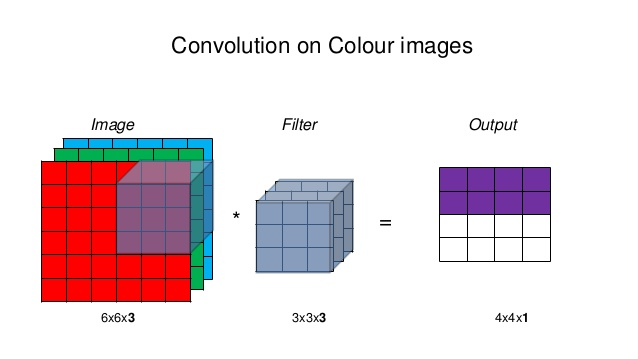 Convolution on Colour images
Image
Filter
Output
*
=
6x6x3
3x3x3
4x4x1